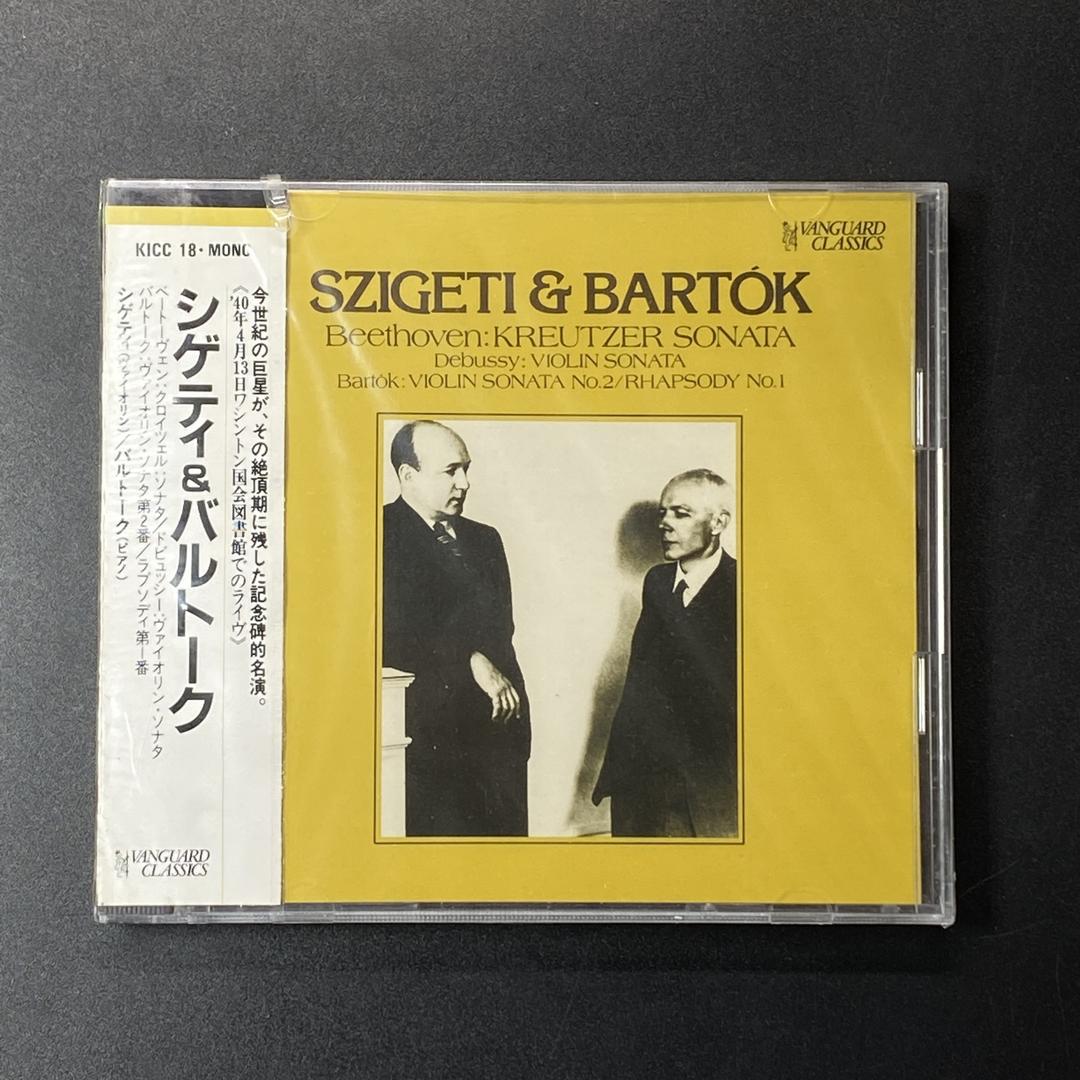 KICC 18・MONO
今世紀の巨星が、その絶頂期に残した記念碑的名演。
《'40年4月13日ワシントン国会図書館でのライヴ》
シゲティ&バルトーク
ベートーヴェン:クロイツェル・ソナタ/ドビュッシー:ヴァイオリン・ソナタ
バルトーク:ヴァイオリン・ソナタ第2番/ラプソディ第1番
シゲティ(ヴァイオリン)/バルトーク(ピアノ)
VANGUARD
CLASSICS
VANGUARD
CLASSICS
SZIGETI & BARTÓK
Beethoven: KREUTZER SONATA
Debussy: VIOLIN SONATA
Bartók: VIOLIN SONATA No.2/RHAPSODY No.1